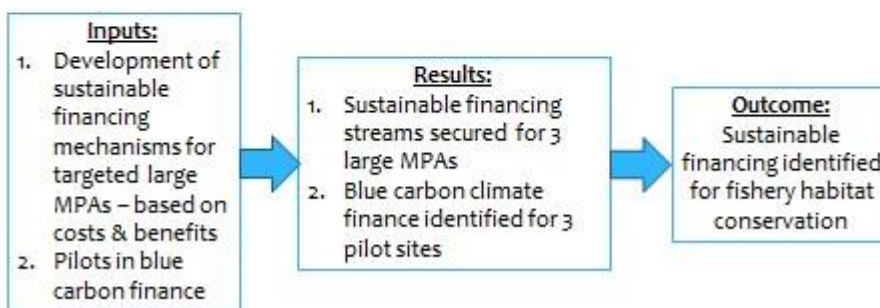 Inputs:
1. Development of
sustainable
financing
mechanisms for
targeted large
MPAs – based on
costs & benefits
2. Pilots in blue
carbon finance
Results:
1. Sustainable financing
streams secured for 3
large MPAs
2. Blue carbon climate
finance identified for 3
pilot sites
Outcome:
Sustainable
financing identified
for fishery habitat
conservation